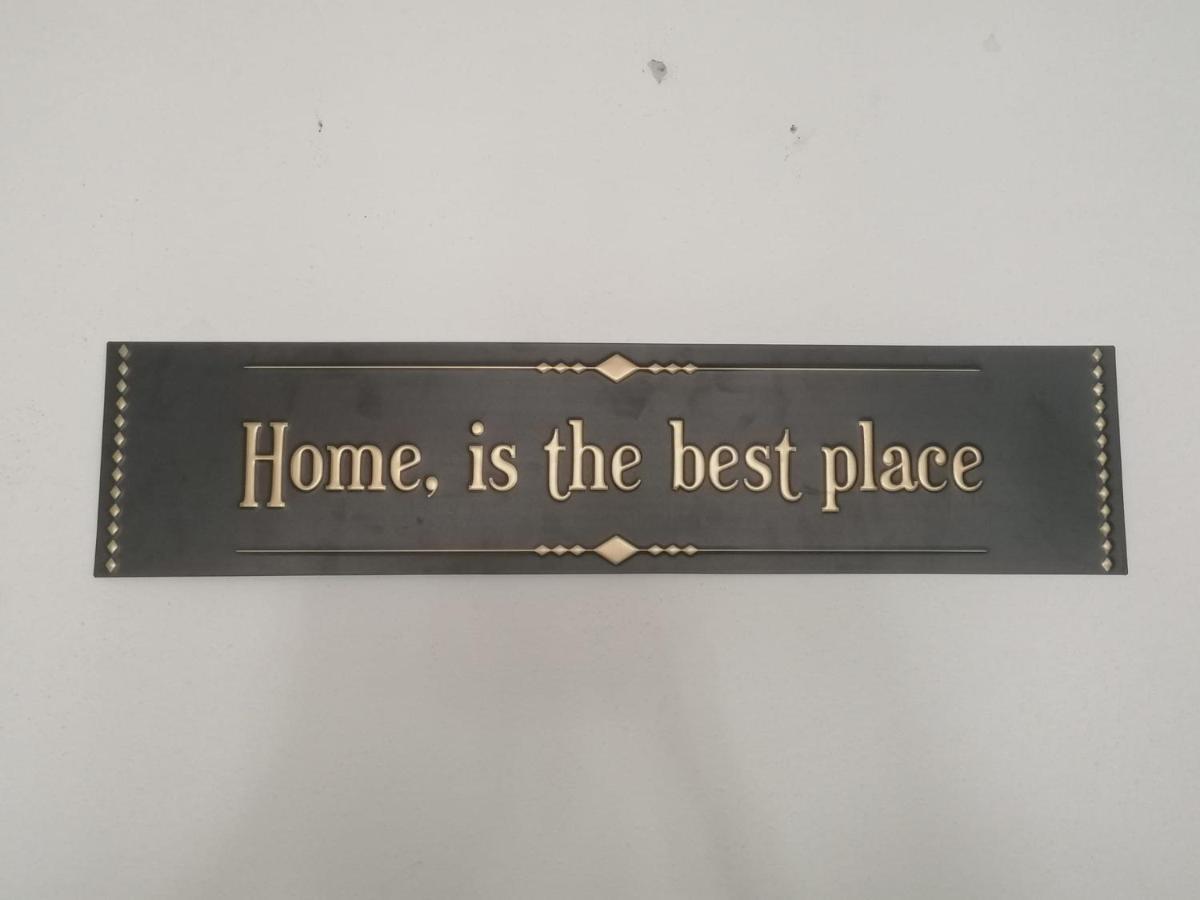 Home, is the best place